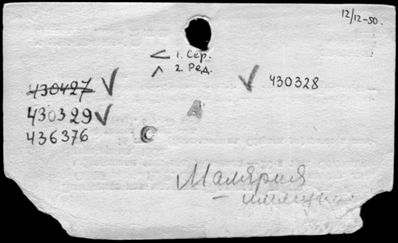 12/12-50.
< 1. Сер.
^ 2. Ред.
430427 ✓
✓ 430328
430329 ✓
436376
С
Малярия